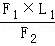 F₁ × L₁
F₂